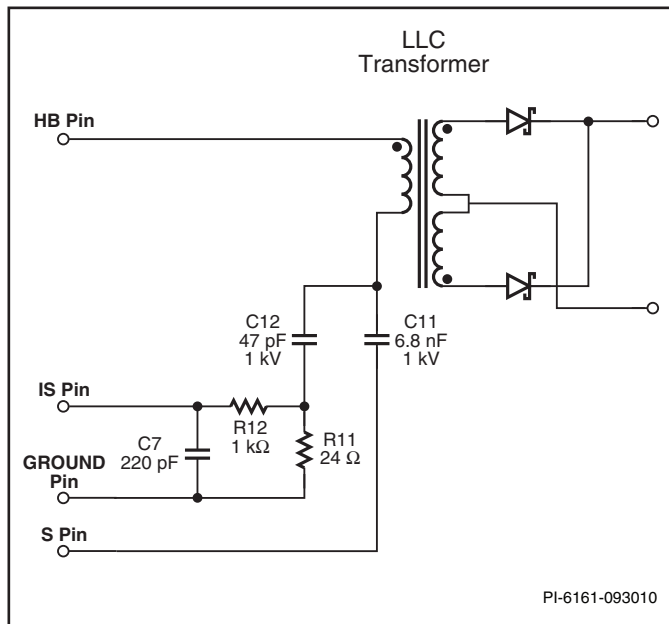 LLC
Transformer
HB Pin
C12
47 pF
1 kV
C11
6.8 nF
1 kV
IS Pin
R12
1 kΩ
R11
24 Ω
C7
220 pF
GROUND
Pin
S Pin
PI-6161-093010